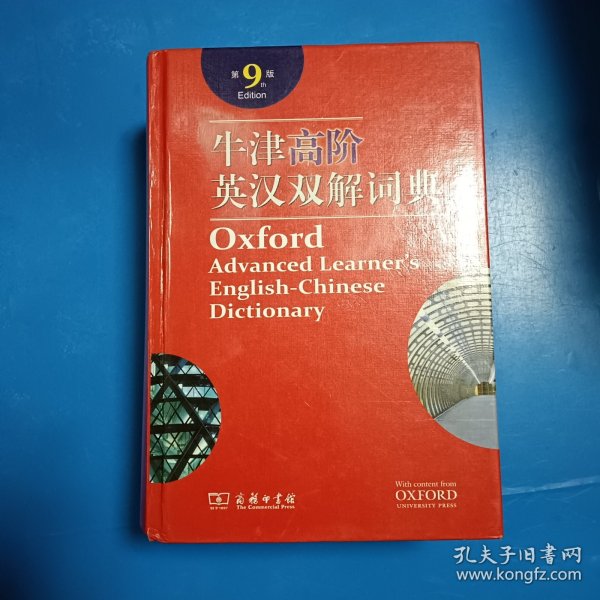 第9th版
Edition
牛津高阶
英汉双解词典
Oxford
Advanced Learner's
English-Chinese
Dictionary
商务印书馆
The Commercial Press
With content from
OXFORD
UNIVERSITY PRESS
孔夫子旧书网
www.kongfz.com